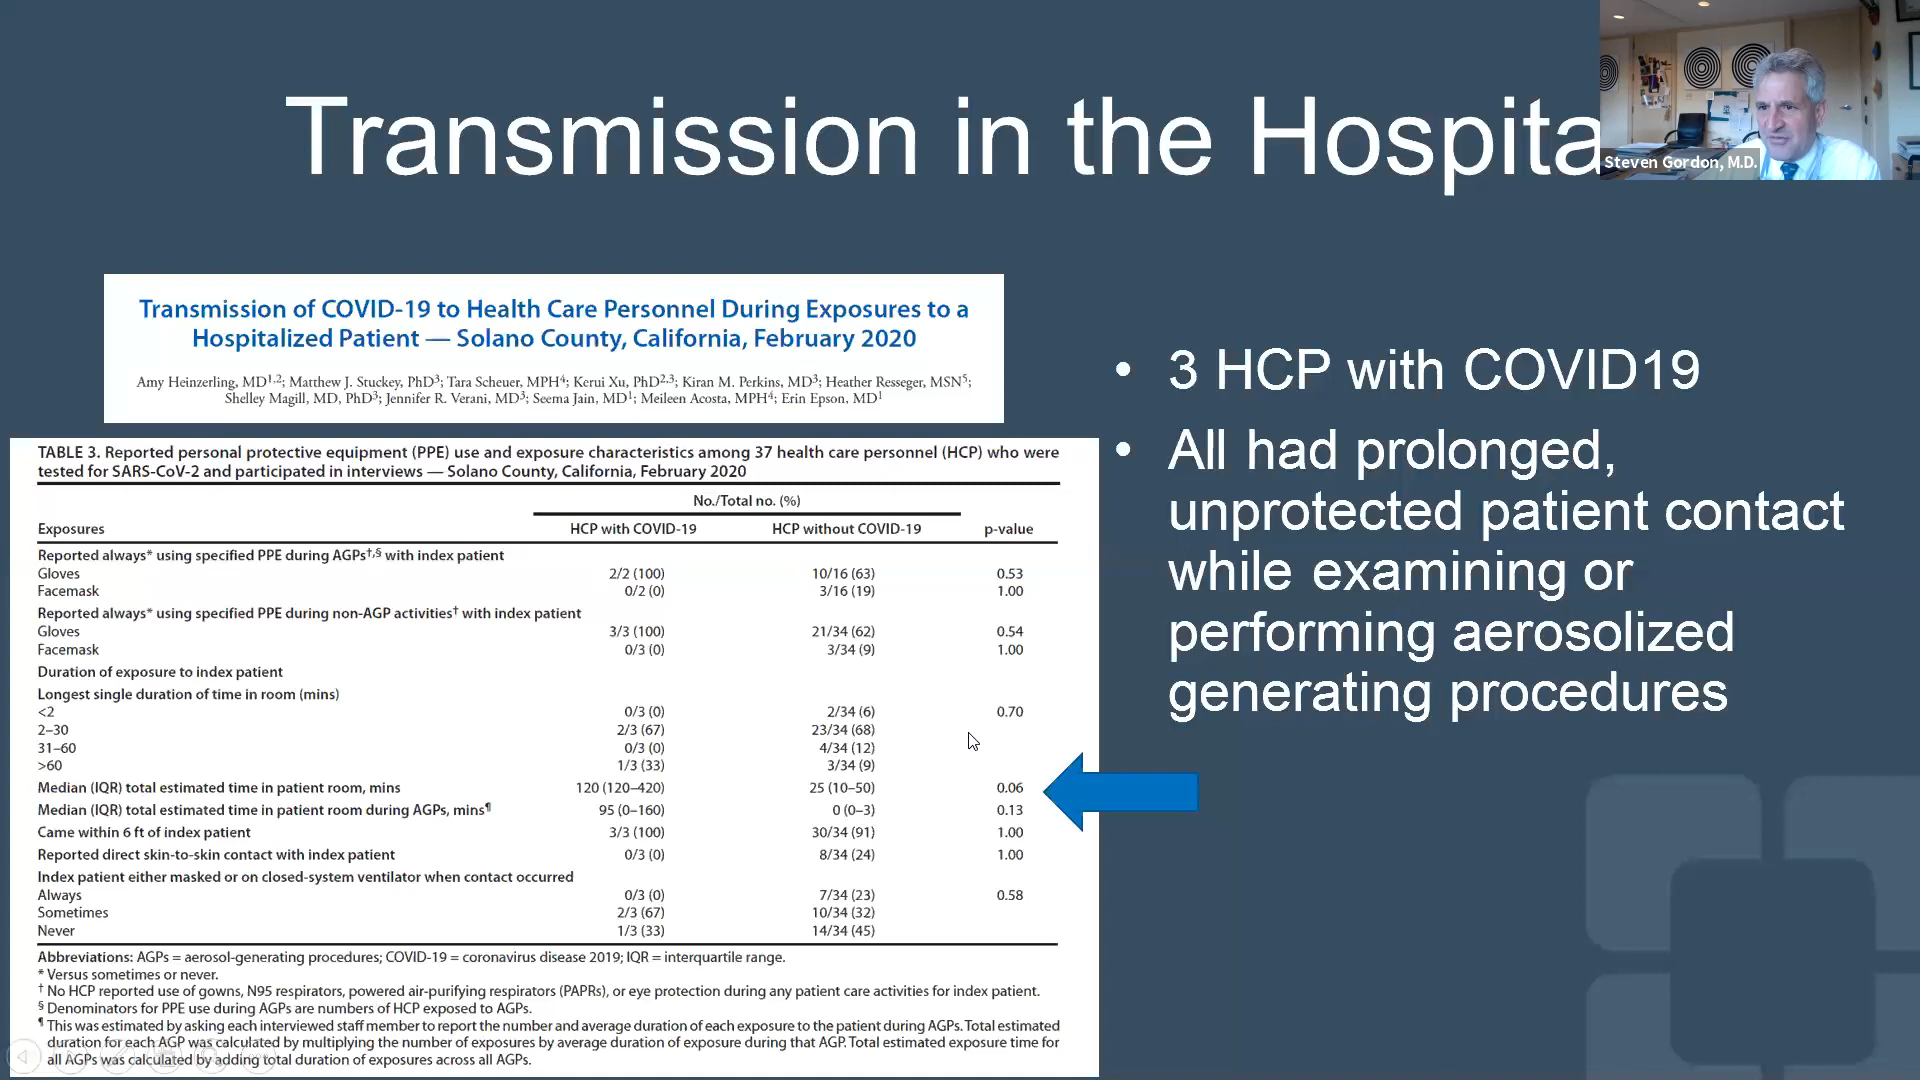 Transmission in the Hospita
Steven Gordon, M.D.
Transmission of COVID-19 to Health Care Personnel During Exposures to a
Hospitalized Patient — Solano County, California, February 2020
Amy Heinzerling, MD1,2; Matthew J. Stuckey, PhD3; Tara Scheuer, MPH4; Kerui Xu, PhD2,3; Kiran M. Perkins, MD3; Heather Resseger, MSN5;
Shelley Magill, MD, PhD3; Jennifer R. Verani, MD3; Seema Jain, MD1; Meileen Acosta, MPH4; Erin Epson, MD1
TABLE 3. Reported personal protective equipment (PPE) use and exposure characteristics among 37 health care personnel (HCP) who were
tested for SARS-CoV-2 and participated in interviews — Solano County, California, February 2020
No./Total no. (%)
Exposures HCP with COVID-19 HCP without COVID-19 p-value
Reported always* using specified PPE during AGPs†,§ with index patient
Gloves 2/2 (100) 10/16 (63) 0.53
Facemask 0/2 (0) 3/16 (19) 1.00
Reported always* using specified PPE during non-AGP activities† with index patient
Gloves 3/3 (100) 21/34 (62) 0.54
Facemask 0/3 (0) 3/34 (9) 1.00
Duration of exposure to index patient
Longest single duration of time in room (mins)
<2 0/3 (0) 2/34 (6) 0.70
2–30 2/3 (67) 23/34 (68)
31–60 0/3 (0) 4/34 (12)
>60 1/3 (33) 3/34 (9)
Median (IQR) total estimated time in patient room, mins 120 (120–420) 25 (10–50) 0.06
Median (IQR) total estimated time in patient room during AGPs, mins¶ 95 (0–160) 0 (0–3) 0.13
Came within 6 ft of index patient 3/3 (100) 30/34 (91) 1.00
Reported direct skin-to-skin contact with index patient 0/3 (0) 8/34 (24) 1.00
Index patient either masked or on closed-system ventilator when contact occurred
Always 0/3 (0) 7/34 (23) 0.58
Sometimes 2/3 (67) 10/34 (32)
Never 1/3 (33) 14/34 (45)
Abbreviations: AGPs = aerosol-generating procedures; COVID-19 = coronavirus disease 2019; IQR = interquartile range.
* Versus sometimes or never.
† No HCP reported use of gowns, N95 respirators, powered air-purifying respirators (PAPRs), or eye protection during any patient care activities for index patient.
§ Denominators for PPE use during AGPs are numbers of HCP exposed to AGPs.
¶ This was estimated by asking each interviewed staff member to report the number and average duration of each exposure to the patient during AGPs. Total estimated
duration for each AGP was calculated by multiplying the number of exposures by average duration of exposure during that AGP. Total estimated exposure time for
all AGPs was calculated by adding total duration of exposures across all AGPs.
• 3 HCP with COVID19
• All had prolonged,
unprotected patient contact
while examining or
performing aerosolized
generating procedures